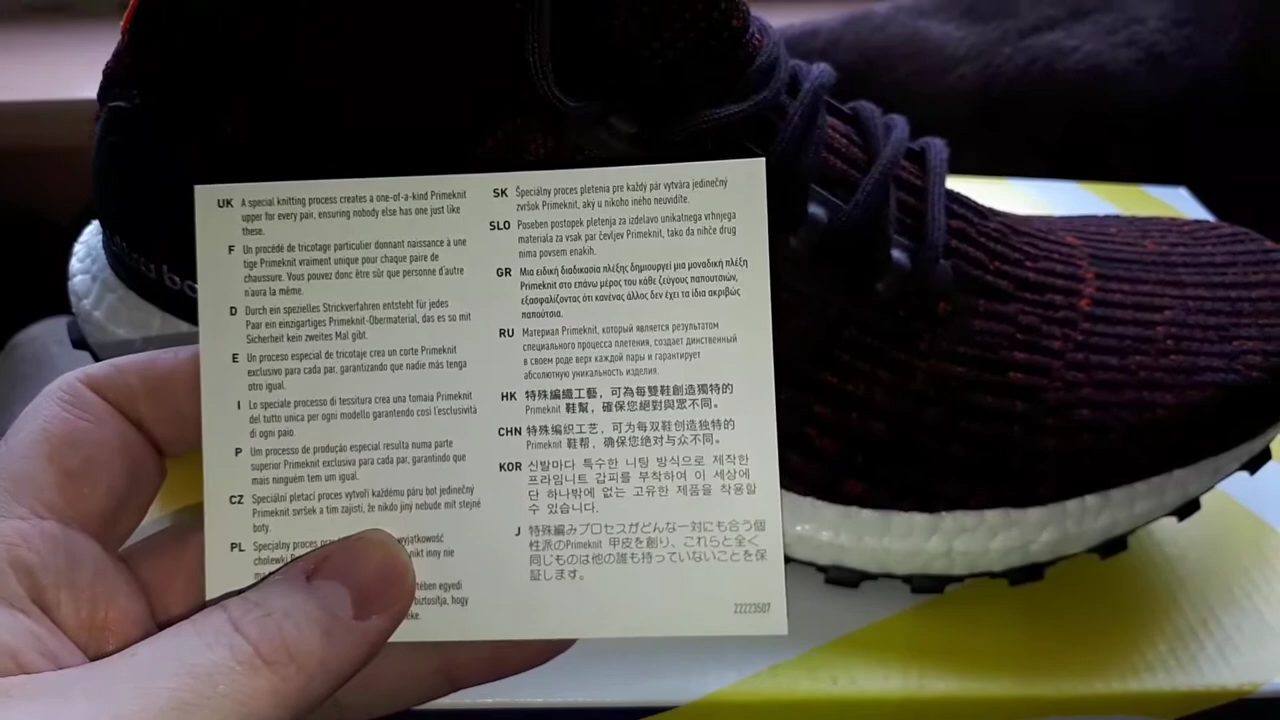 UK A special knitting process creates a one-of-a-kind Primeknit
upper for every pair, ensuring nobody else has one just like
these.
F Un procédé de tricotage particulier donnant naissance à une
tige Primeknit vraiment unique pour chaque paire de
chaussure. Vous pouvez donc être sûr que personne d'autre
n'aura la même.
D Durch ein spezielles Strickverfahren entsteht für jedes
Paar ein einzigartiges Primeknit-Obermaterial, das es so mit
Sicherheit kein zweites Mal gibt.
E Un proceso especial de tricotaje crea un corte Primeknit
exclusivo para cada par, garantizando que nadie más tenga
otro igual.
I Lo speciale processo di tessitura crea una tomaia Primeknit
del tutto unica per ogni modello garantendo così l'esclusività
di ogni paio.
P Um processo de produção especial resulta numa parte
superior Primeknit exclusiva para cada par, garantindo que
mais ninguém tem um igual.
CZ Speciální pletací proces vytvoří každému páru bot jedinečný
Primeknit svršek a tím zajistí, že nikdo jiný nebude mít stejné
boty.
PL Specjalny proces
cholewki
nikt inny nie
egyedi
biztosítja, hogy
SK Špeciálny proces pletenia pre každý pár vytvára jedinečný
zvršok Primeknit, aký u nikoho iného neuvidíte.
SLO Poseben postopek pletenja za izdelavo unikatnega vrhnjega
materiala za vsak par čevljev Primeknit, tako da nihče drug
nima povsem enakih.
GR Μια ειδική διαδικασία πλέξης δημιουργεί μια μοναδική πλέξη
Primeknit στο επάνω μέρος του κάθε ζεύγους παπουτσιών,
εξασφαλίζοντας ότι κανένας άλλος δεν έχει τα ίδια ακριβώς
παπούτσια.
RU Материал Primeknit, который является результатом
специального процесса плетения, создает динственный
в своем роде верх каждой пары и гарантирует
абсолютную уникальность изделия.
HK 特殊編織工藝，可為每雙鞋創造獨特的
Primeknit 鞋幫，確保您絕對與眾不同。
CHN 特殊编织工艺，可为每双鞋创造独特的
Primeknit 鞋帮，确保您绝对与众不同。
KOR 신발마다 특수한 니팅 방식으로 제작한
프라임니트 갑피를 부착하여 이 세상에
단 하나밖에 없는 고유한 제품을 착용할
수 있습니다.
J 特殊編みプロセスがどんな一対にも合う個
性派のPrimeknit 甲皮を創り、これらと全く
同じものは他の誰も持っていないことを保
証します。
22223507